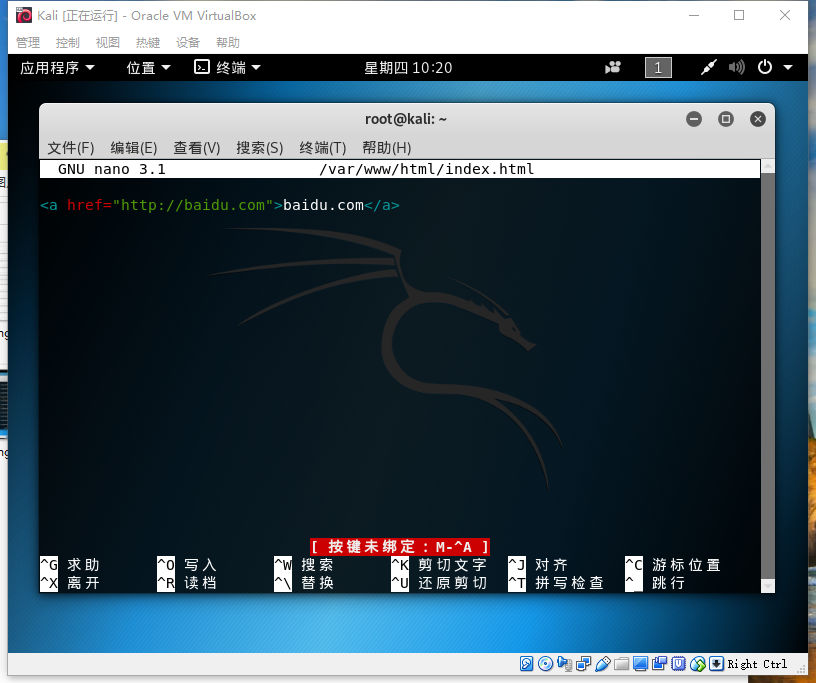 Kali [正在运行] - Oracle VM VirtualBox
管理 控制 视图 热键 设备 帮助
应用程序 位置 终端 星期四 10:20 1
root@kali: ~
文件(F) 编辑(E) 查看(V) 搜索(S) 终端(T) 帮助(H)
GNU nano 3.1 /var/www/html/index.html
<a href="http://baidu.com">baidu.com</a>
[ 按键未绑定：M-^A ]
^G 求助 ^O 写入 ^W 搜索 ^K 剪切文字 ^J 对齐 ^C 游标位置
^X 离开 ^R 读档 ^\ 替换 ^U 还原剪切 ^T 拼写检查 ^_ 跳行
Right Ctrl